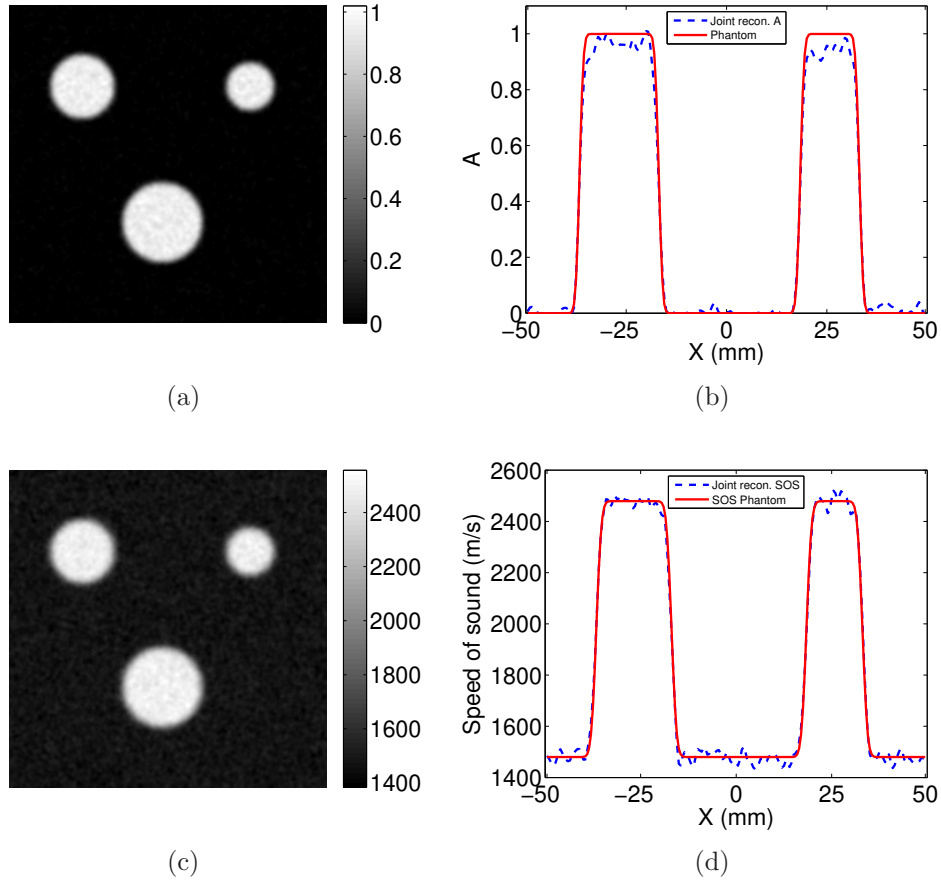 1
0.8
0.6
0.4
0.2
0
(a)
A
1
0.8
0.6
0.4
0.2
0
Joint recon. A
Phantom
−50 −25 0 25 50
X (mm)
(b)
2400
2200
2000
1800
1600
1400
(c)
Speed of sound (m/s)
2600
2400
2200
2000
1800
1600
1400
Joint recon. SOS
SOS Phantom
−50 −25 0 25 50
X (mm)
(d)